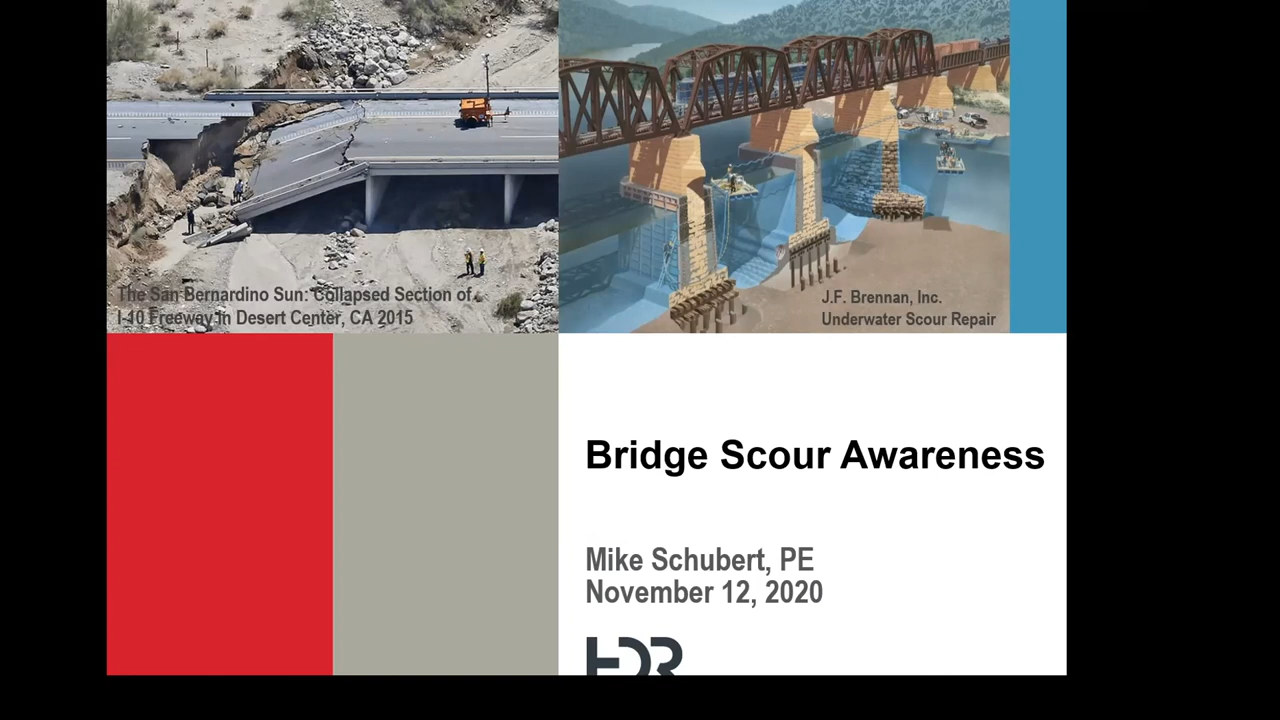 The San Bernardino Sun: Collapsed Section of
I-10 Freeway in Desert Center, CA 2015
J.F. Brennan, Inc.
Underwater Scour Repair
Bridge Scour Awareness
Mike Schubert, PE
November 12, 2020
HDR